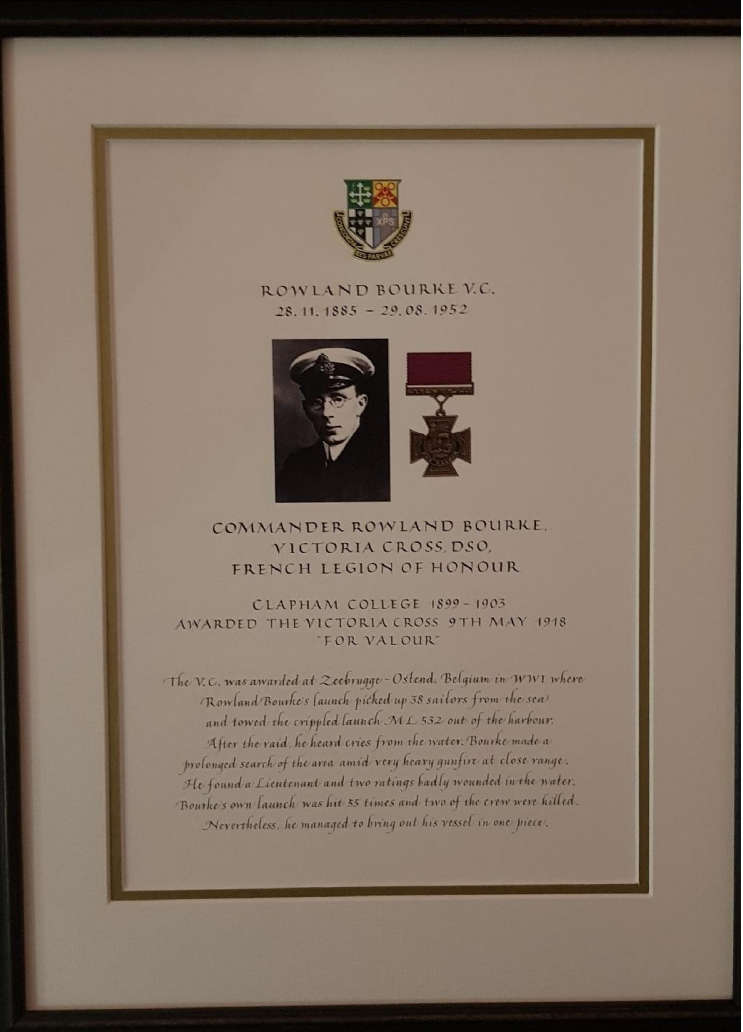 XPS
CONCORDIA RES PARVAE CRESCUNT
ROWLAND BOURKE V.C.
28.11.1885 – 29.08.1952
COMMANDER ROWLAND BOURKE,
VICTORIA CROSS, DSO,
FRENCH LEGION OF HONOUR
CLAPHAM COLLEGE 1899 – 1903
AWARDED THE VICTORIA CROSS 9TH MAY 1918
"FOR VALOUR"
The V.C. was awarded at Zeebrugge – Ostend, Belgium in WW1 where
Rowland Bourke's launch picked up 38 sailors from the sea
and towed the crippled launch ML 532 out of the harbour.
After the raid, he heard cries from the water. Bourke made a
prolonged search of the area amid very heavy gunfire at close range.
He found a Lieutenant and two ratings badly wounded in the water.
Bourke's own launch was hit 55 times and two of the crew were killed.
Nevertheless, he managed to bring out his vessel in one piece.